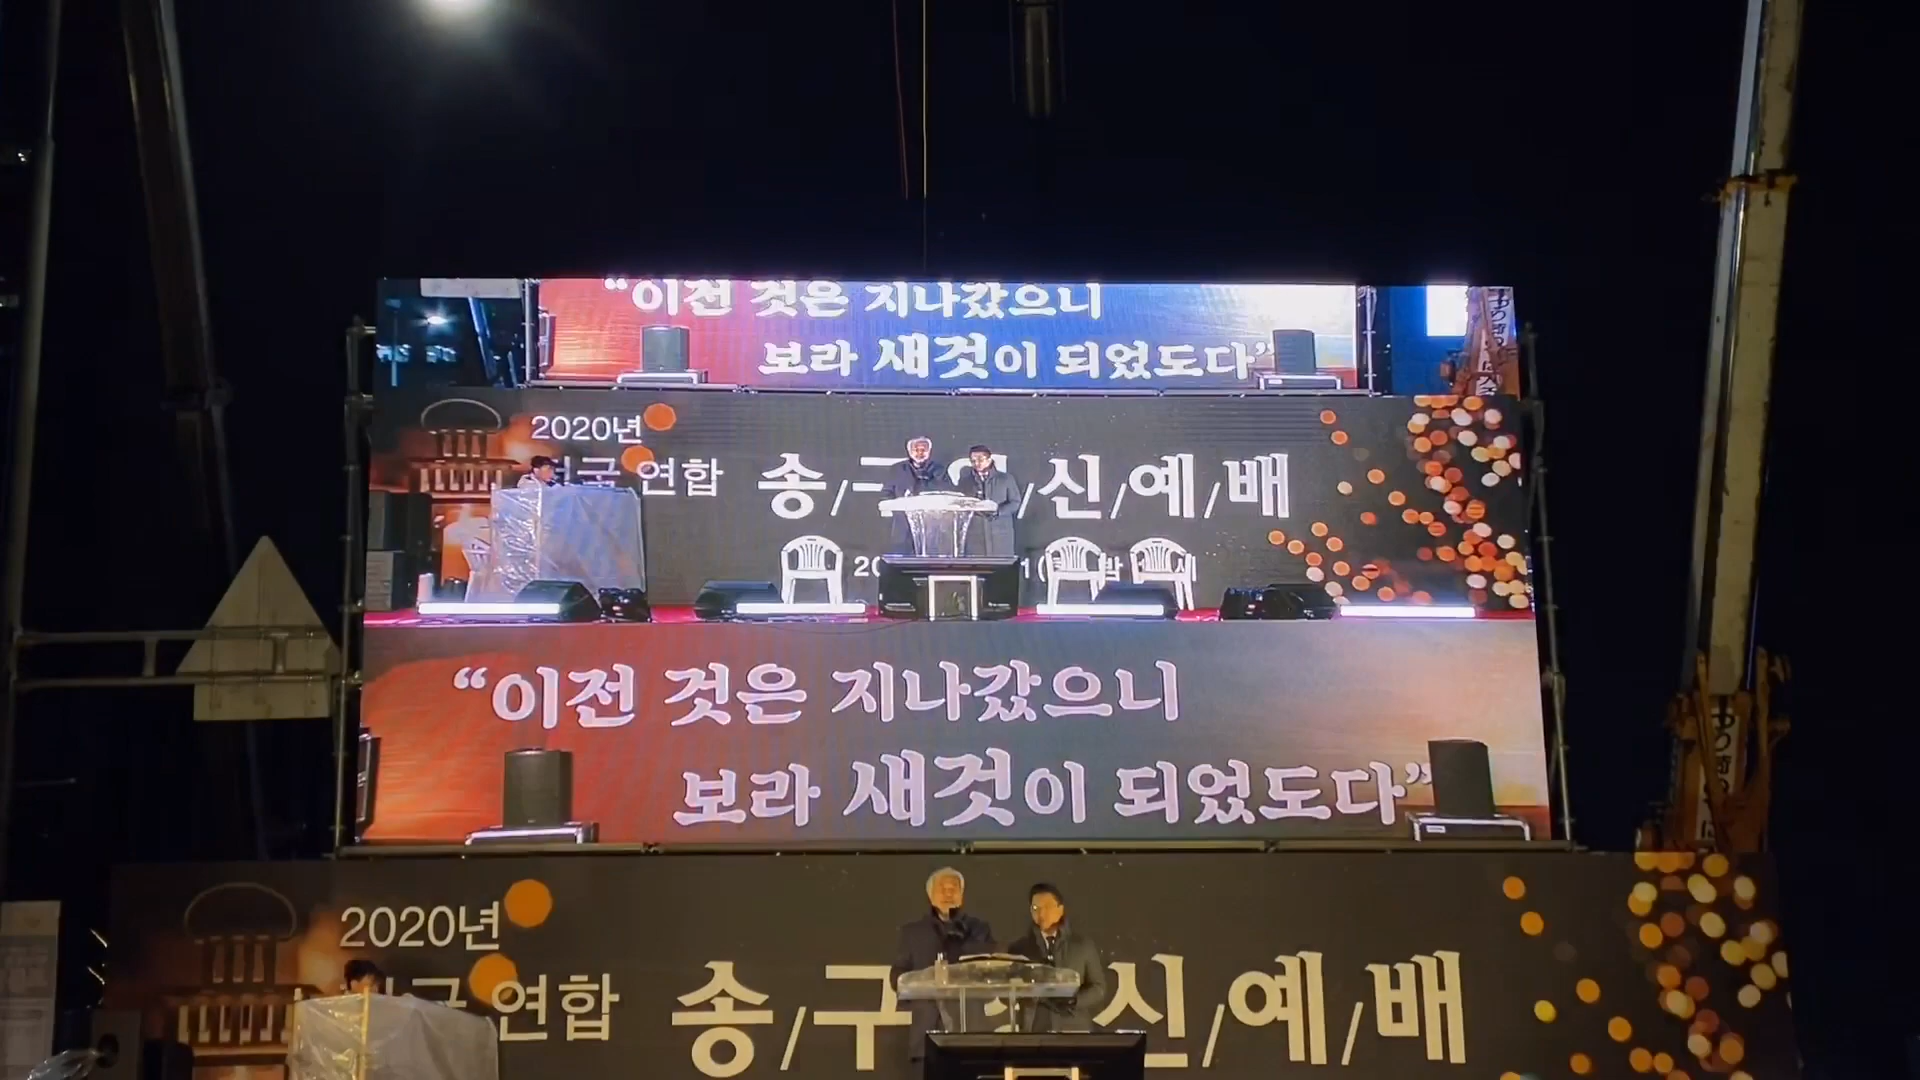 “이전 것은 지나갔으니
보라 새것이 되었도다”
2020년
연합 송/구 신/예/배
“이전 것은 지나갔으니
보라 새것이 되었도다”
2020년
연합 송/구 신/예/배